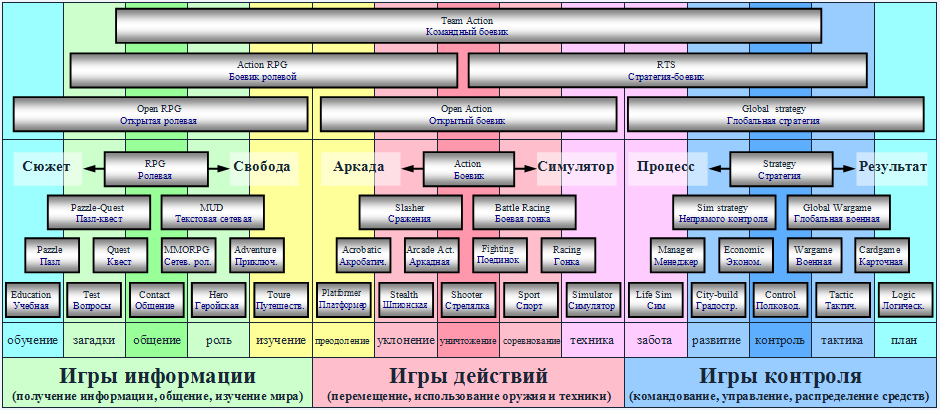 Team Action
Командный боевик
Action RPG
Боевик ролевой
RTS
Стратегия-боевик
Open RPG
Открытая ролевая
Open Action
Открытый боевик
Global strategy
Глобальная стратегия
Сюжет
RPG
Ролевая
Свобода
Аркада
Action
Боевик
Симулятор
Процесс
Strategy
Стратегия
Результат
Pazzle-Quest
Пазл-квест
MUD
Текстовая сетевая
Slasher
Сражения
Battle Racing
Боевая гонка
Sim strategy
Непрямого контроля
Global Wargame
Глобальная военная
Pazzle
Пазл
Quest
Квест
MMORPG
Сетев. рол.
Adventure
Приключ.
Acrobatic
Акробатич.
Arcade Act.
Аркадная
Fighting
Поединок
Racing
Гонка
Manager
Менеджер
Economic
Эконом.
Wargame
Военная
Cardgame
Карточная
Education
Учебная
Test
Вопросы
Contact
Общение
Hero
Геройская
Toure
Путешеств.
Platformer
Платформер
Stealth
Шпионская
Shooter
Стрелялка
Sport
Спорт
Simulator
Симулятор
Life Sim
Сим
City-build
Градостр.
Control
Полковод.
Tactic
Тактич.
Logic
Логическ.
обучение
загадки
общение
роль
изучение
преодоление
уклонение
уничтожение
соревнование
техника
забота
развитие
контроль
тактика
план
Игры информации
(получение информации, общение, изучение мира)
Игры действий
(перемещение, использование оружия и техники)
Игры контроля
(командование, управление, распределение средств)